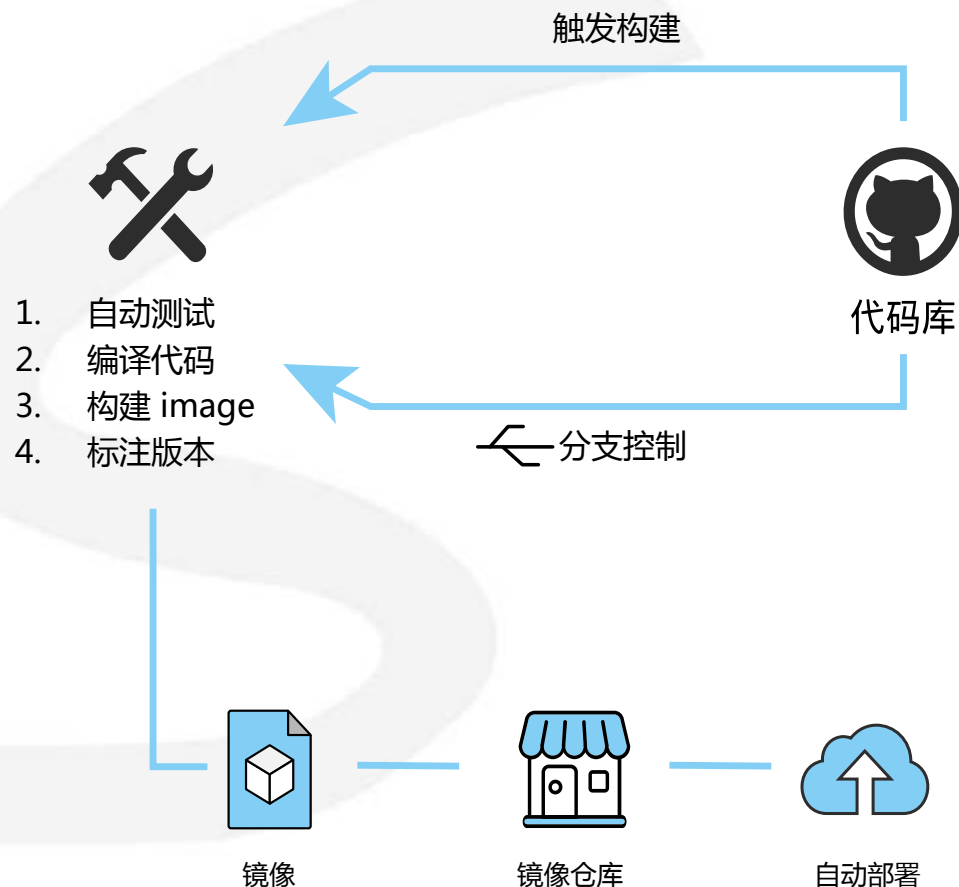 触发构建
代码库
1. 自动测试
2. 编译代码
3. 构建 image
4. 标注版本
分支控制
镜像
镜像仓库
自动部署